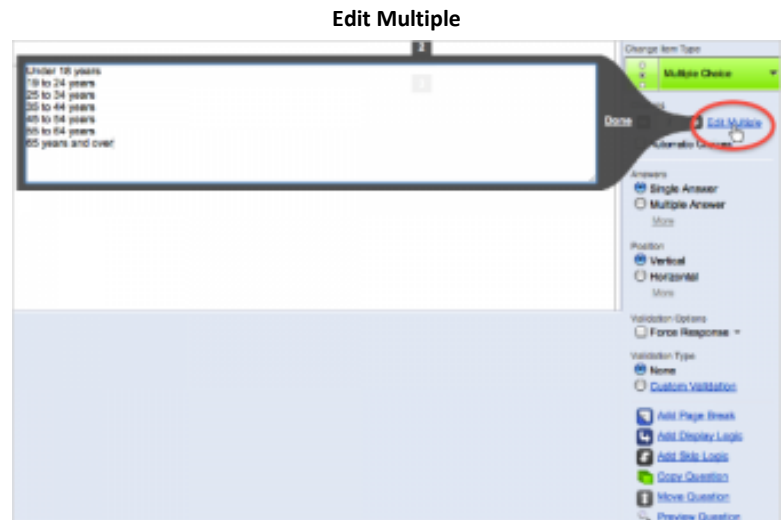 Edit Multiple
2
Change Item Type
Under 18 years
19 to 24 years
25 to 34 years
35 to 44 years
45 to 54 years
55 to 64 years
65 years and over
Multiple Choice
Done
Edit Multiple
Automatic Choices
Answers
Single Answer
Multiple Answer
More
Position
Vertical
Horizontal
More
Validation Options
Force Response
Validation Type
None
Custom Validation
Add Page Break
Add Display Logic
Add Skip Logic
Copy Question
Move Question
Preview Question